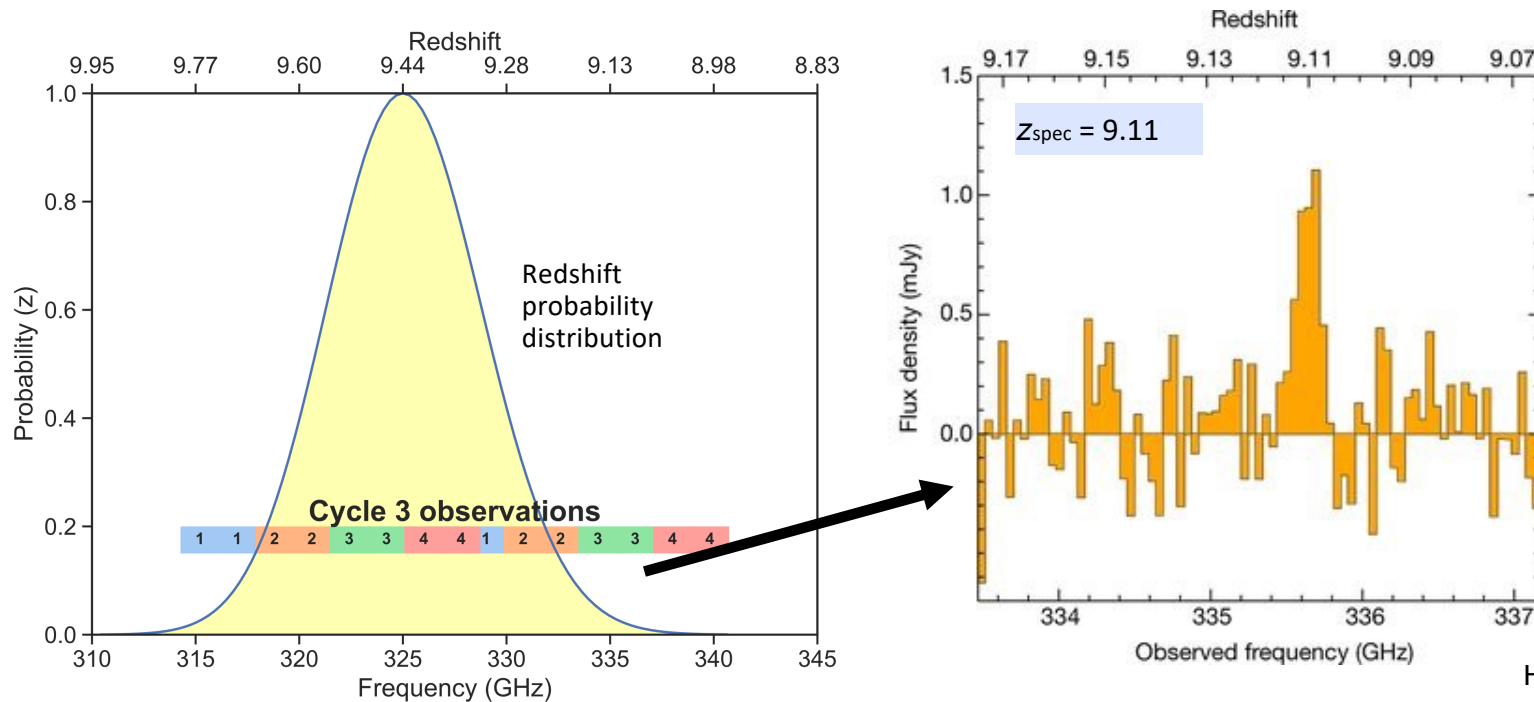 Redshift
9.95 9.77 9.60 9.44 9.28 9.13 8.98 8.83
1.0
0.8
0.6
0.4
0.2
0.0
Probability (z)
Redshift
probability
distribution
Cycle 3 observations
1 1 2 2 3 3 4 4 1 2 2 3 3 4 4
310 315 320 325 330 335 340 345
Frequency (GHz)
Redshift
9.17 9.15 9.13 9.11 9.09 9.07
1.5
1.0
0.5
0.0
Flux density (mJy)
zspec = 9.11
334 335 336 337
Observed frequency (GHz)
H